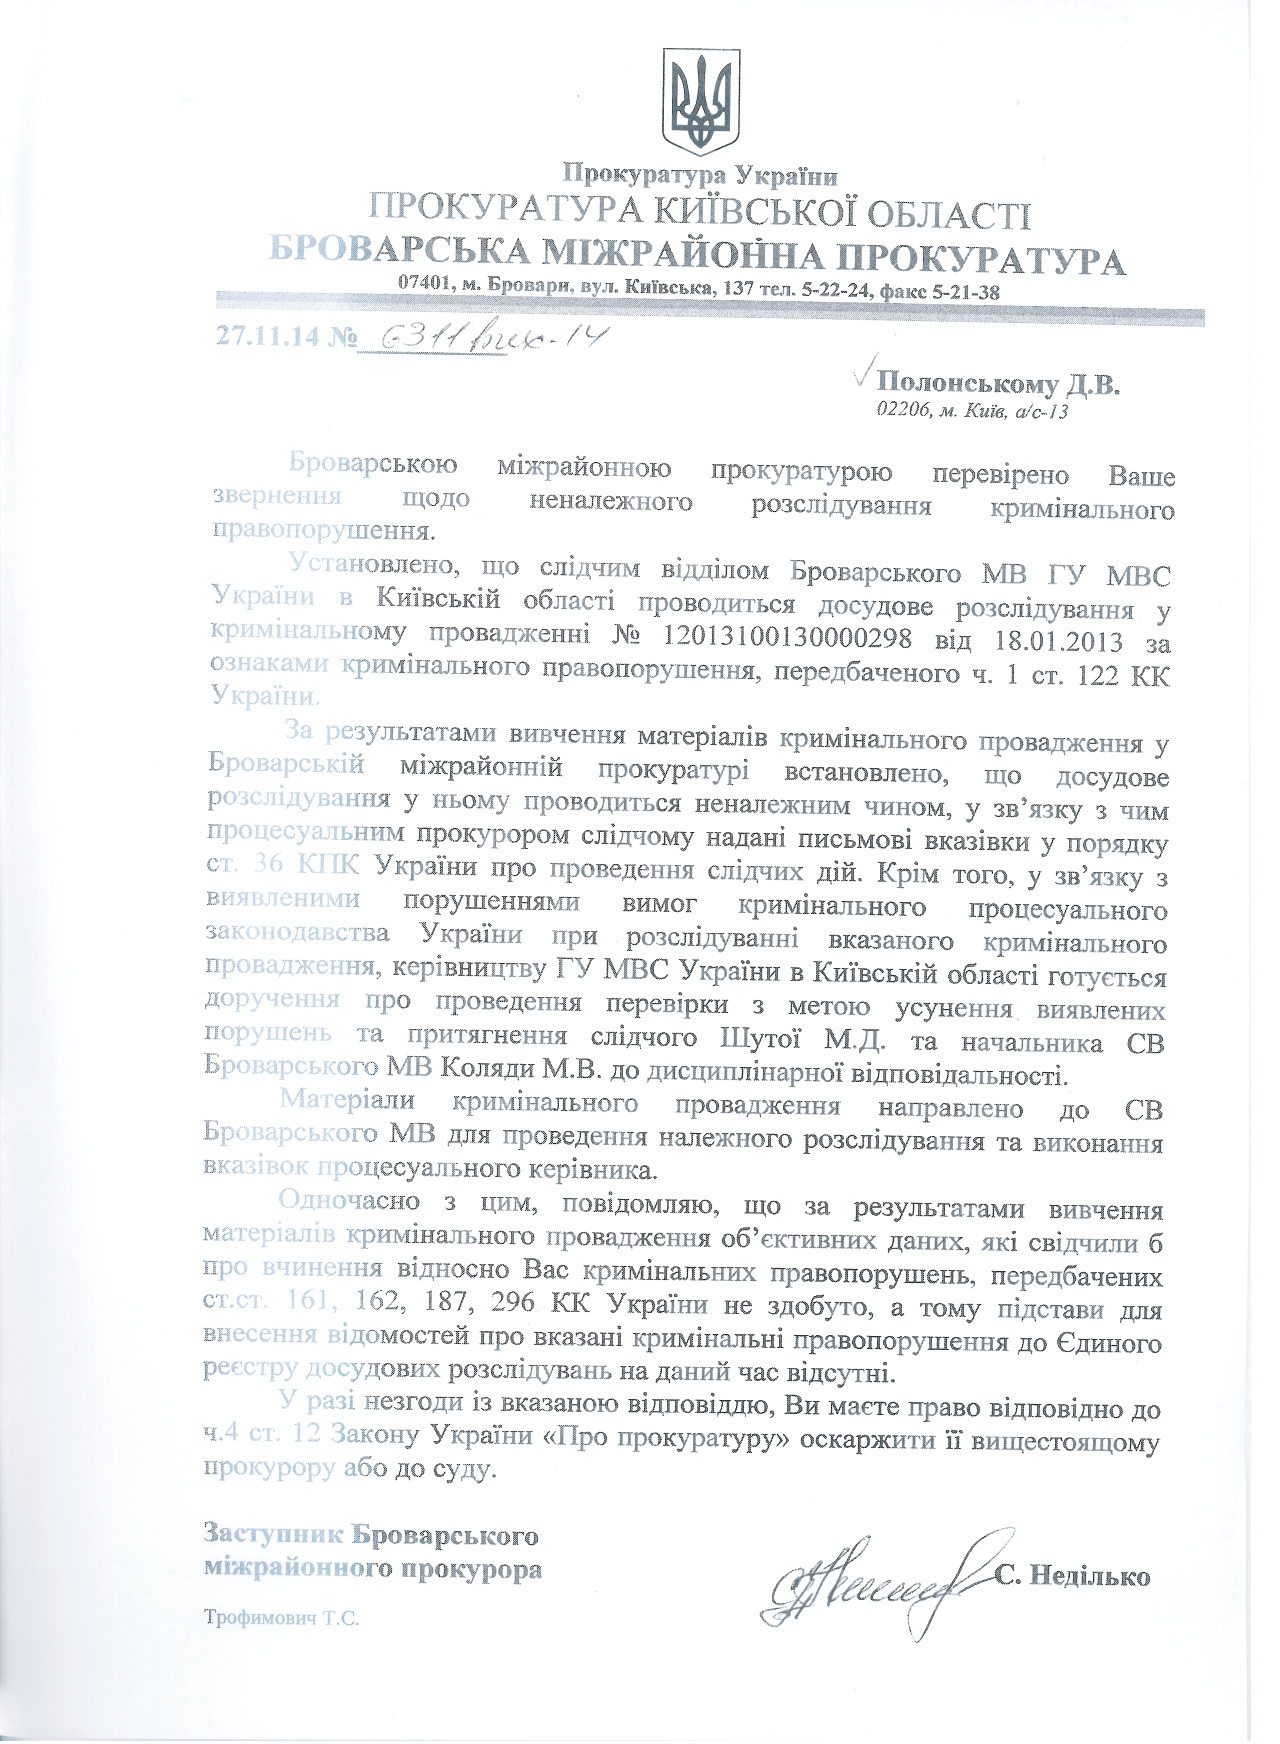 Прокуратура України
ПРОКУРАТУРА КИЇВСЬКОЇ ОБЛАСТІ
БРОВАРСЬКА МІЖРАЙОННА ПРОКУРАТУРА
07401, м. Бровари, вул. Київська, 137 тел. 5-22-24, факс 5-21-38
27.11.14 № 6311вих-14
Полонському Д.В.
02206, м. Київ, а/с-13
Броварською міжрайонною прокуратурою перевірено Ваше
звернення щодо неналежного розслідування кримінального
правопорушення.
Установлено, що слідчим відділом Броварського МВ ГУ МВС
України в Київській області проводиться досудове розслідування у
кримінальному провадженні № 12013100130000298 від 18.01.2013 за
ознаками кримінального правопорушення, передбаченого ч. 1 ст. 122 КК
України.
За результатами вивчення матеріалів кримінального провадження у
Броварській міжрайонній прокуратурі встановлено, що досудове
розслідування у ньому проводиться неналежним чином, у зв’язку з чим
процесуальним прокурором слідчому надані письмові вказівки у порядку
ст. 36 КПК України про проведення слідчих дій. Крім того, у зв’язку з
виявленими порушеннями вимог кримінального процесуального
законодавства України при розслідуванні вказаного кримінального
провадження, керівництву ГУ МВС України в Київській області готується
доручення про проведення перевірки з метою усунення виявлених
порушень та притягнення слідчого Шутої М.Д. та начальника СВ
Броварського МВ Коляди М.В. до дисциплінарної відповідальності.
Матеріали кримінального провадження направлено до СВ
Броварського МВ для проведення належного розслідування та виконання
вказівок процесуального керівника.
Одночасно з цим, повідомляю, що за результатами вивчення
матеріалів кримінального провадження об’єктивних даних, які свідчили б
про вчинення відносно Вас кримінальних правопорушень, передбачених
ст.ст. 161, 162, 187, 296 КК України не здобуто, а тому підстави для
внесення відомостей про вказані кримінальні правопорушення до Єдиного
реєстру досудових розслідувань на даний час відсутні.
У разі незгоди із вказаною відповіддю, Ви маєте право відповідно до
ч.4 ст. 12 Закону України «Про прокуратуру» оскаржити її вищестоящому
прокурору або до суду.
Заступник Броварського
міжрайонного прокурора
С. Неділько
Трофимович Т.С.